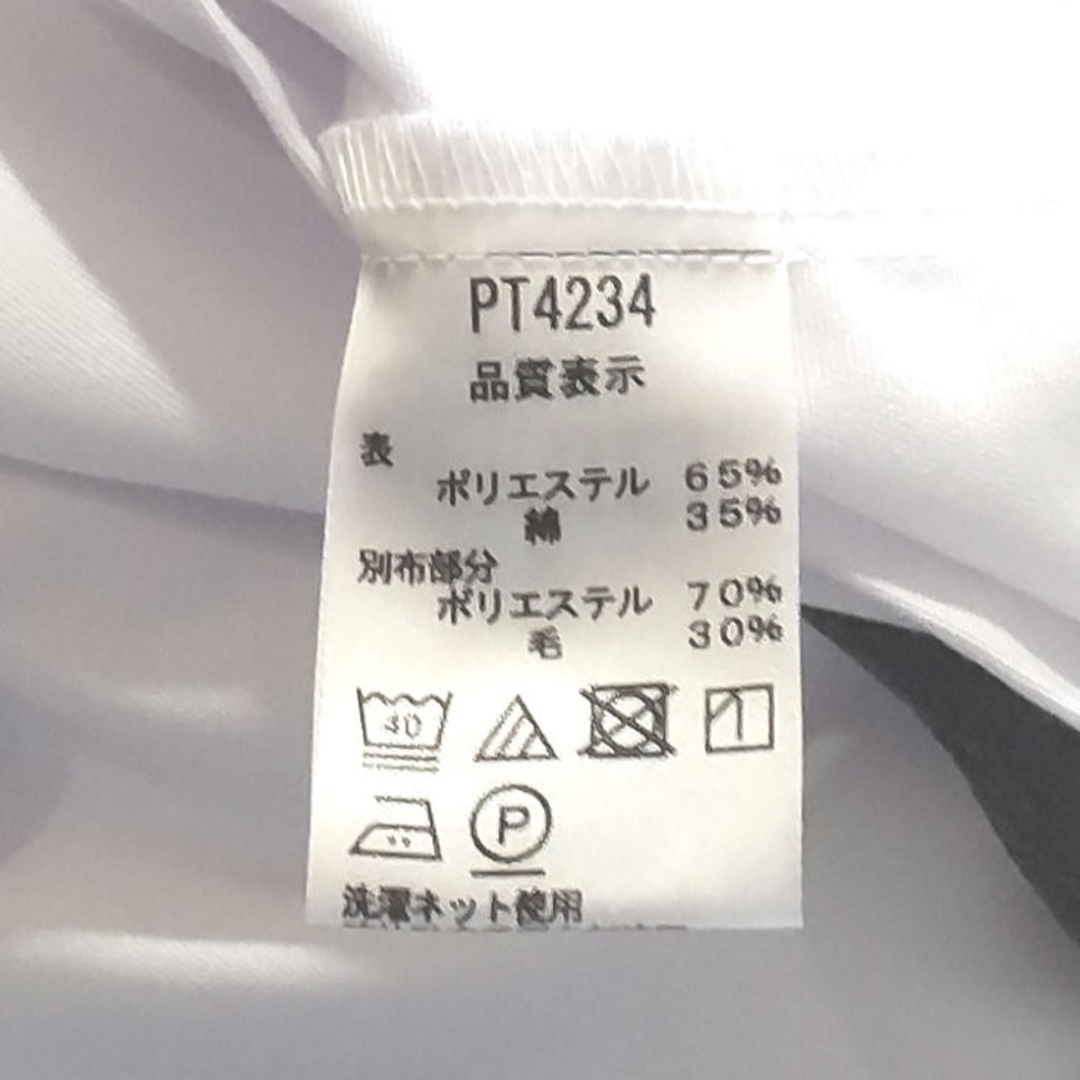 PT4234
品質表示
表
ポリエステル 65%
綿 35%
別布部分
ポリエステル 70%
毛 30%
40
P
洗濯ネット使用